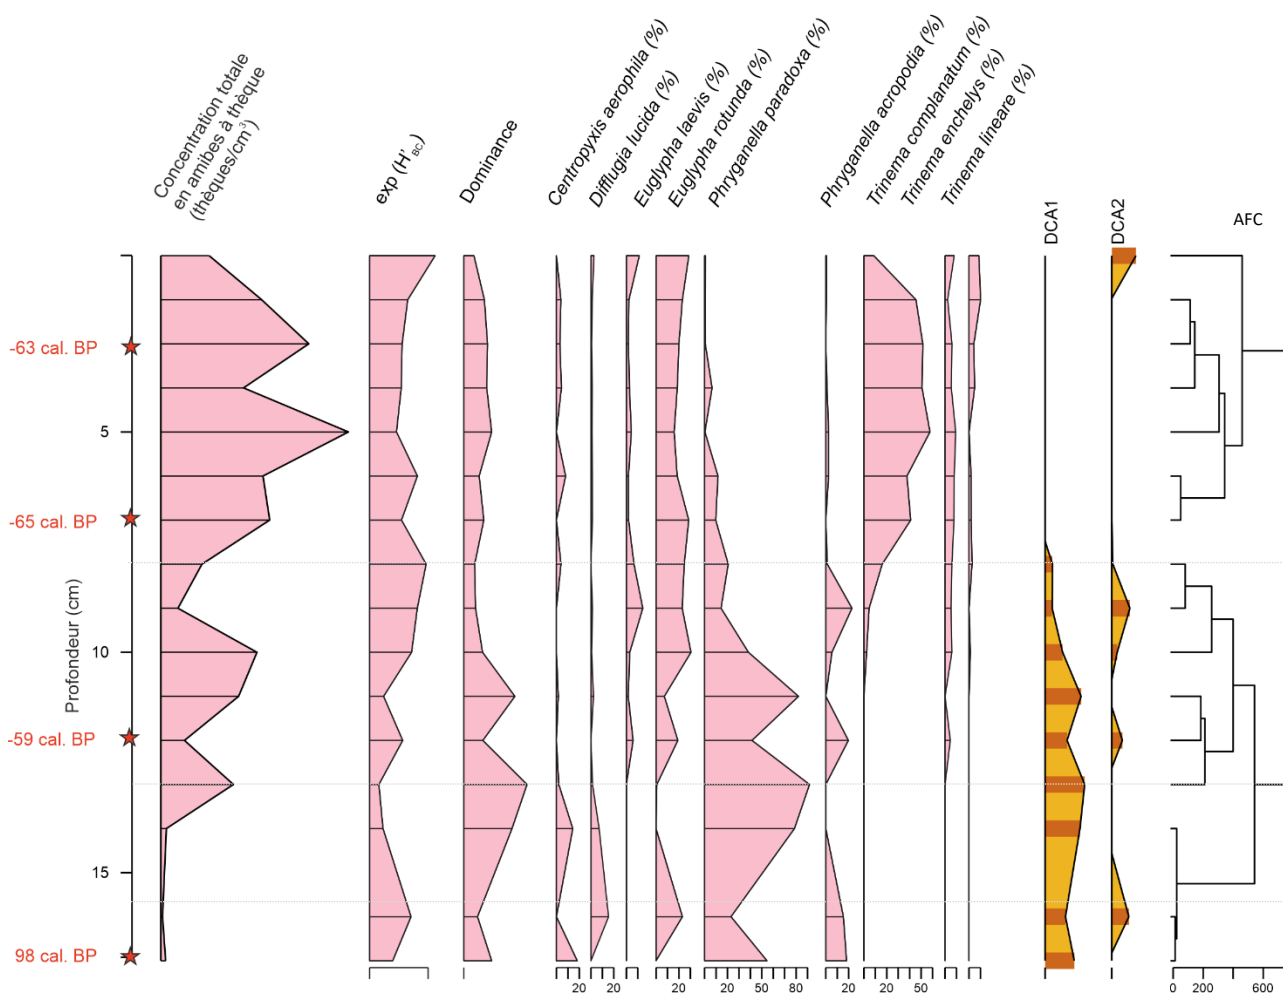 Concentration totale
en amibes à thèque
(thèques/cm³)
exp (H'BC)
Dominance
Centropyxis aerophila (%)
Difflugia lucida (%)
Euglypha laevis (%)
Euglypha rotunda (%)
Phryganella paradoxa (%)
Phryganella acropodia (%)
Trinema complanatum (%)
Trinema enchelys (%)
Trinema lineare (%)
DCA1
DCA2
AFC
-63 cal. BP
5
-65 cal. BP
Profondeur (cm)
10
-59 cal. BP
15
98 cal. BP
20 20 20 50 80 20 20 50 0 200 600